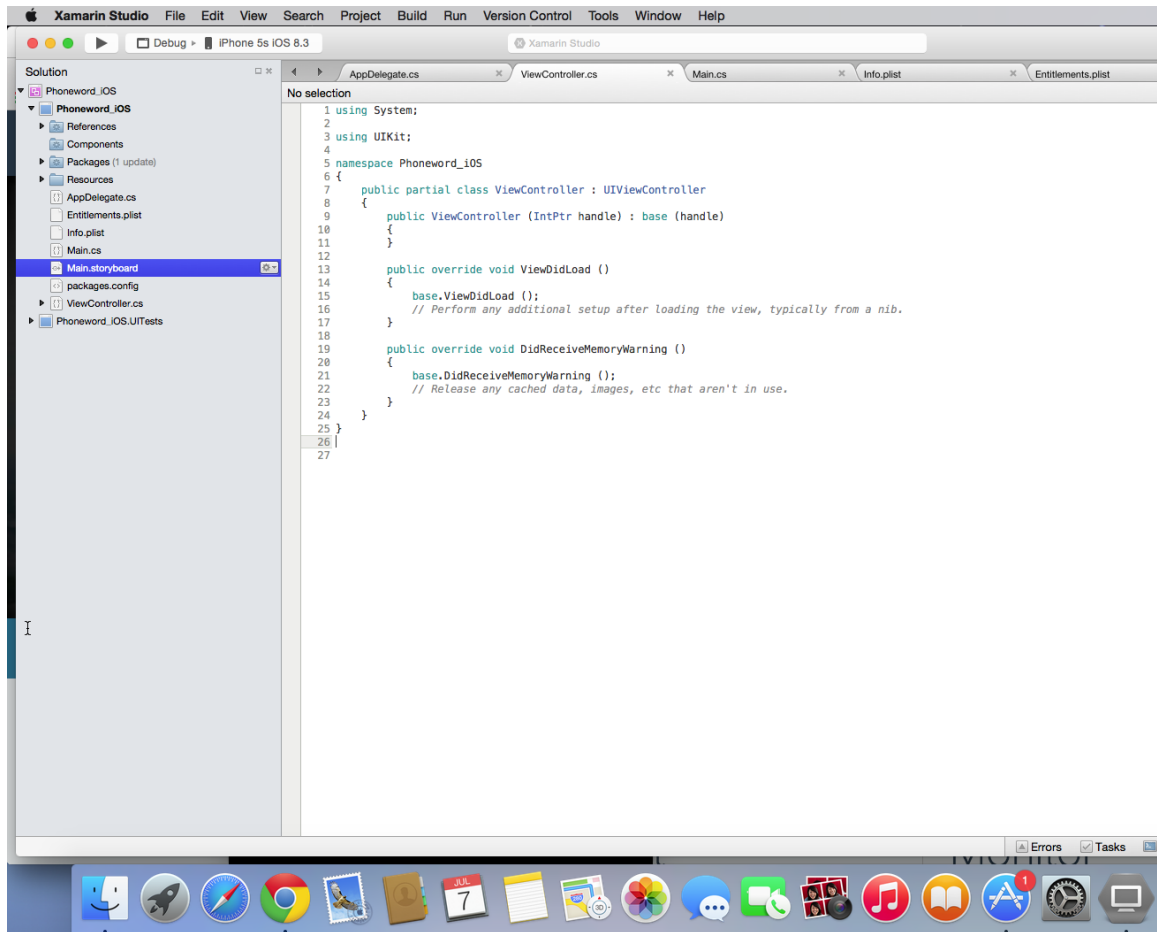 Xamarin Studio File Edit View Search Project Build Run Version Control Tools Window Help
Debug iPhone 5s iOS 8.3
Xamarin Studio
Solution
Phoneword_iOS
Phoneword_iOS
References
Components
Packages (1 update)
Resources
AppDelegate.cs
Entitlements.plist
Info.plist
Main.cs
Main.storyboard
packages.config
ViewController.cs
Phoneword_iOS.UITests
AppDelegate.cs ViewController.cs Main.cs Info.plist Entitlements.plist
No selection
1 using System;
2
3 using UIKit;
4
5 namespace Phoneword_iOS
6 {
7 public partial class ViewController : UIViewController
8 {
9 public ViewController (IntPtr handle) : base (handle)
10 {
11 }
12
13 public override void ViewDidLoad ()
14 {
15 base.ViewDidLoad ();
16 // Perform any additional setup after loading the view, typically from a nib.
17 }
18
19 public override void DidReceiveMemoryWarning ()
20 {
21 base.DidReceiveMemoryWarning ();
22 // Release any cached data, images, etc that aren't in use.
23 }
24 }
25 }
26
27
Errors Tasks
Monitor
JUL
7
3D
1